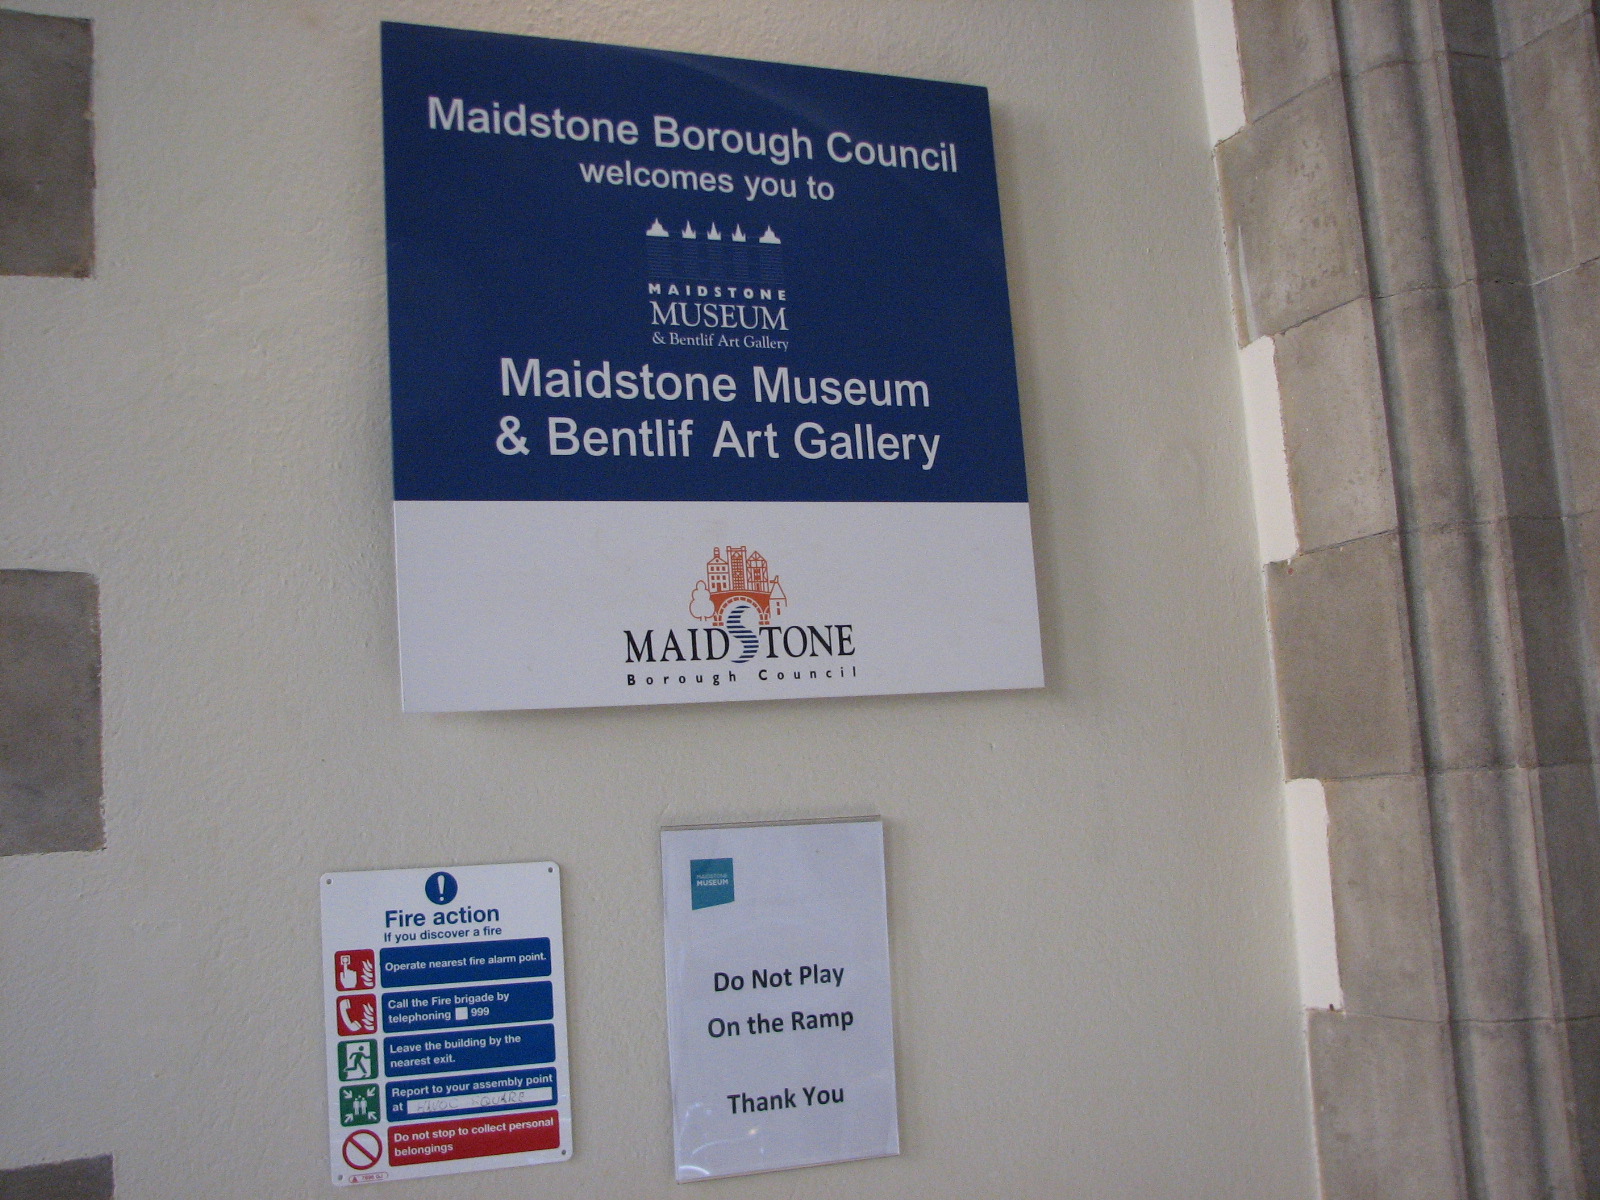 Maidstone Borough Council
welcomes you to
MAIDSTONE
MUSEUM
& Bentlif Art Gallery
Maidstone Museum
& Bentlif Art Gallery
MAIDSTONE
Borough Council
Fire action
If you discover a fire
Operate nearest fire alarm point.
Call the Fire brigade by
telephoning 999
Leave the building by the
nearest exit.
Report to your assembly point
at
Do not stop to collect personal
belongings
MAIDSTONE
MUSEUM
Do Not Play
On the Ramp
Thank You